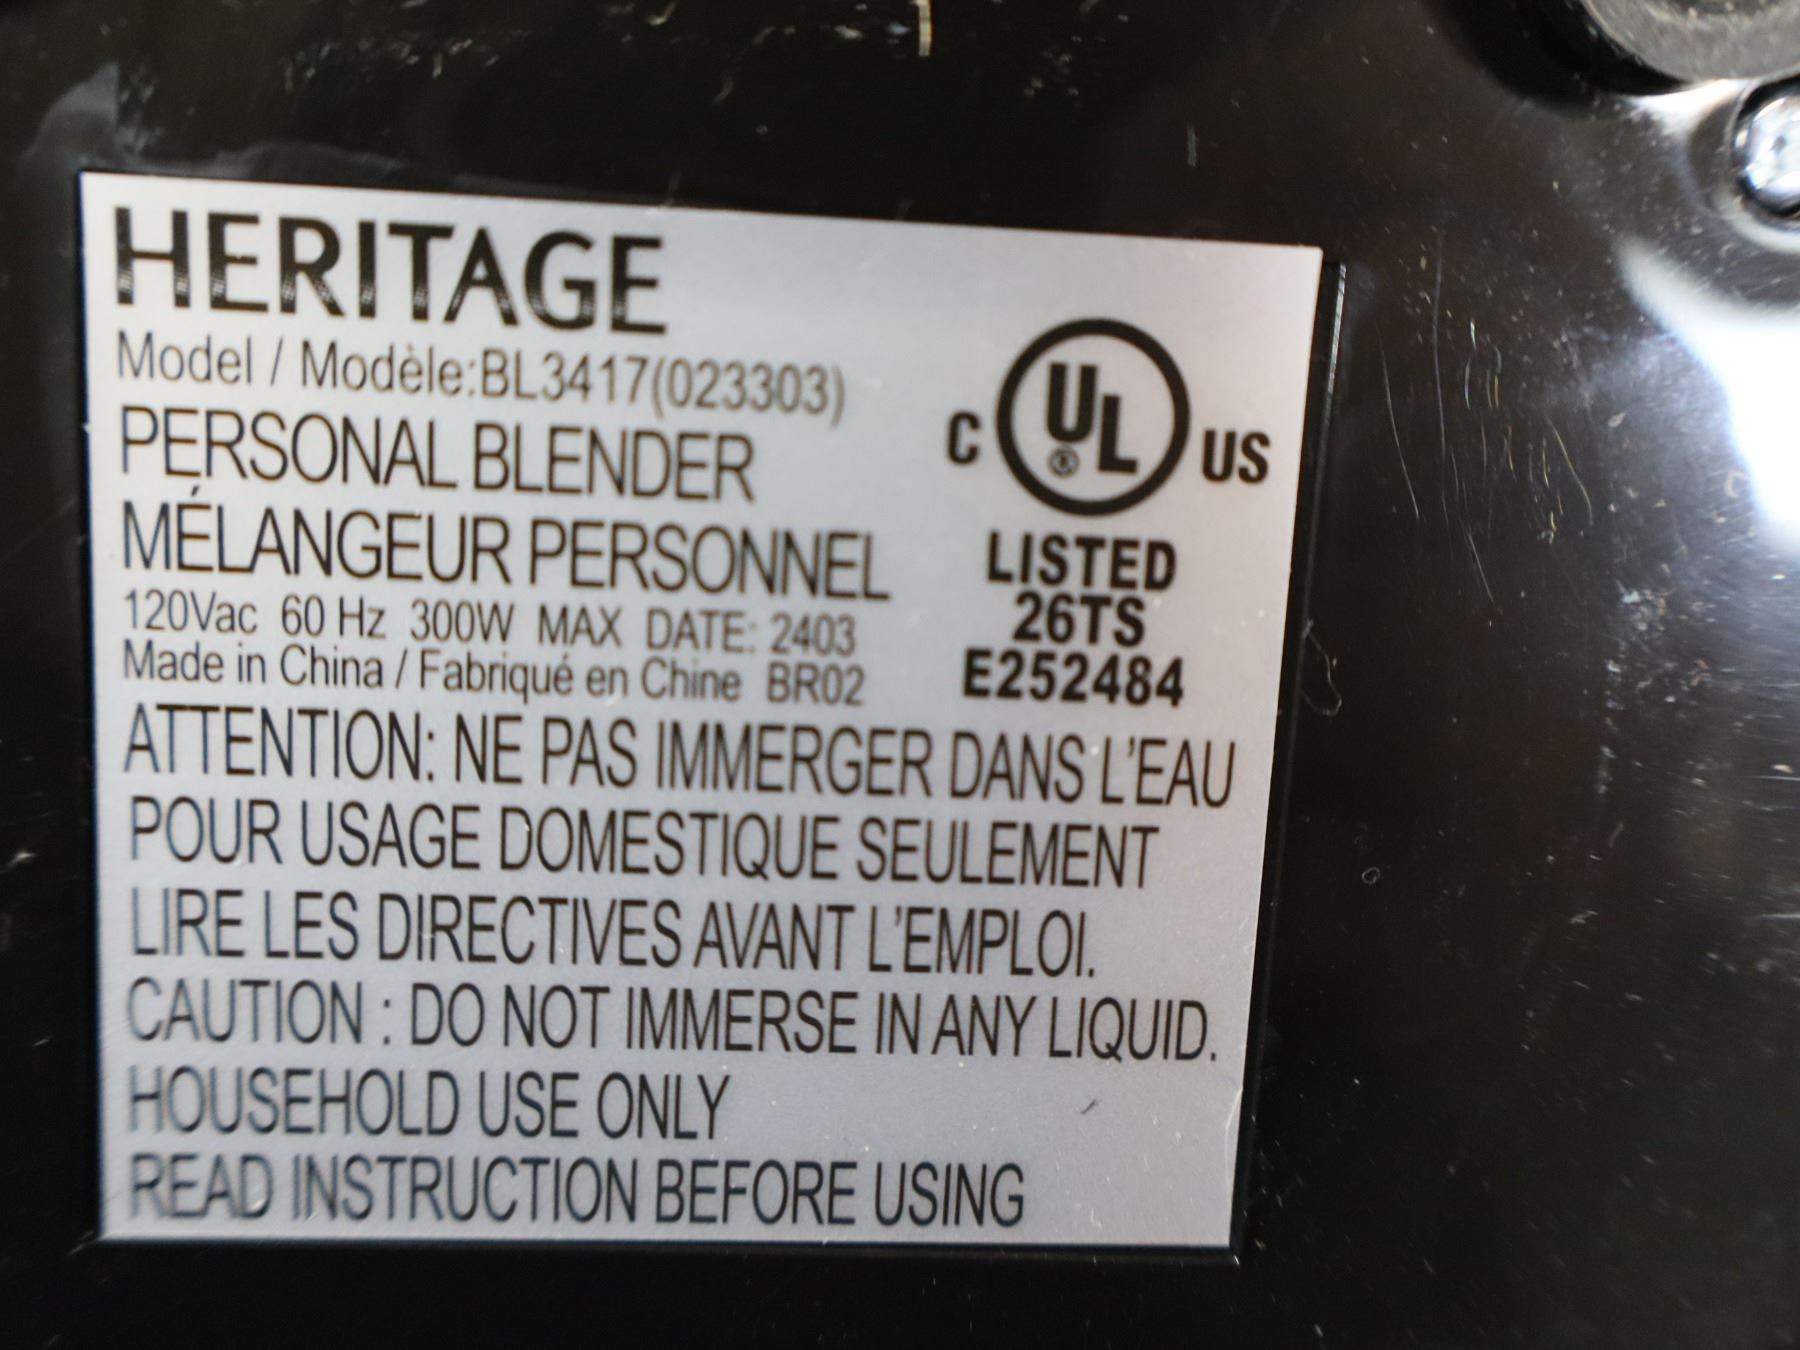 HERITAGE
Model / Modèle:BL3417(023303)
PERSONAL BLENDER
MÉLANGEUR PERSONNEL
120Vac 60 Hz 300W MAX DATE: 2403
Made in China / Fabriqué en Chine BR02
C UL® US
LISTED
26TS
E252484
ATTENTION: NE PAS IMMERGER DANS L'EAU
POUR USAGE DOMESTIQUE SEULEMENT
LIRE LES DIRECTIVES AVANT L'EMPLOI.
CAUTION : DO NOT IMMERSE IN ANY LIQUID.
HOUSEHOLD USE ONLY
READ INSTRUCTION BEFORE USING